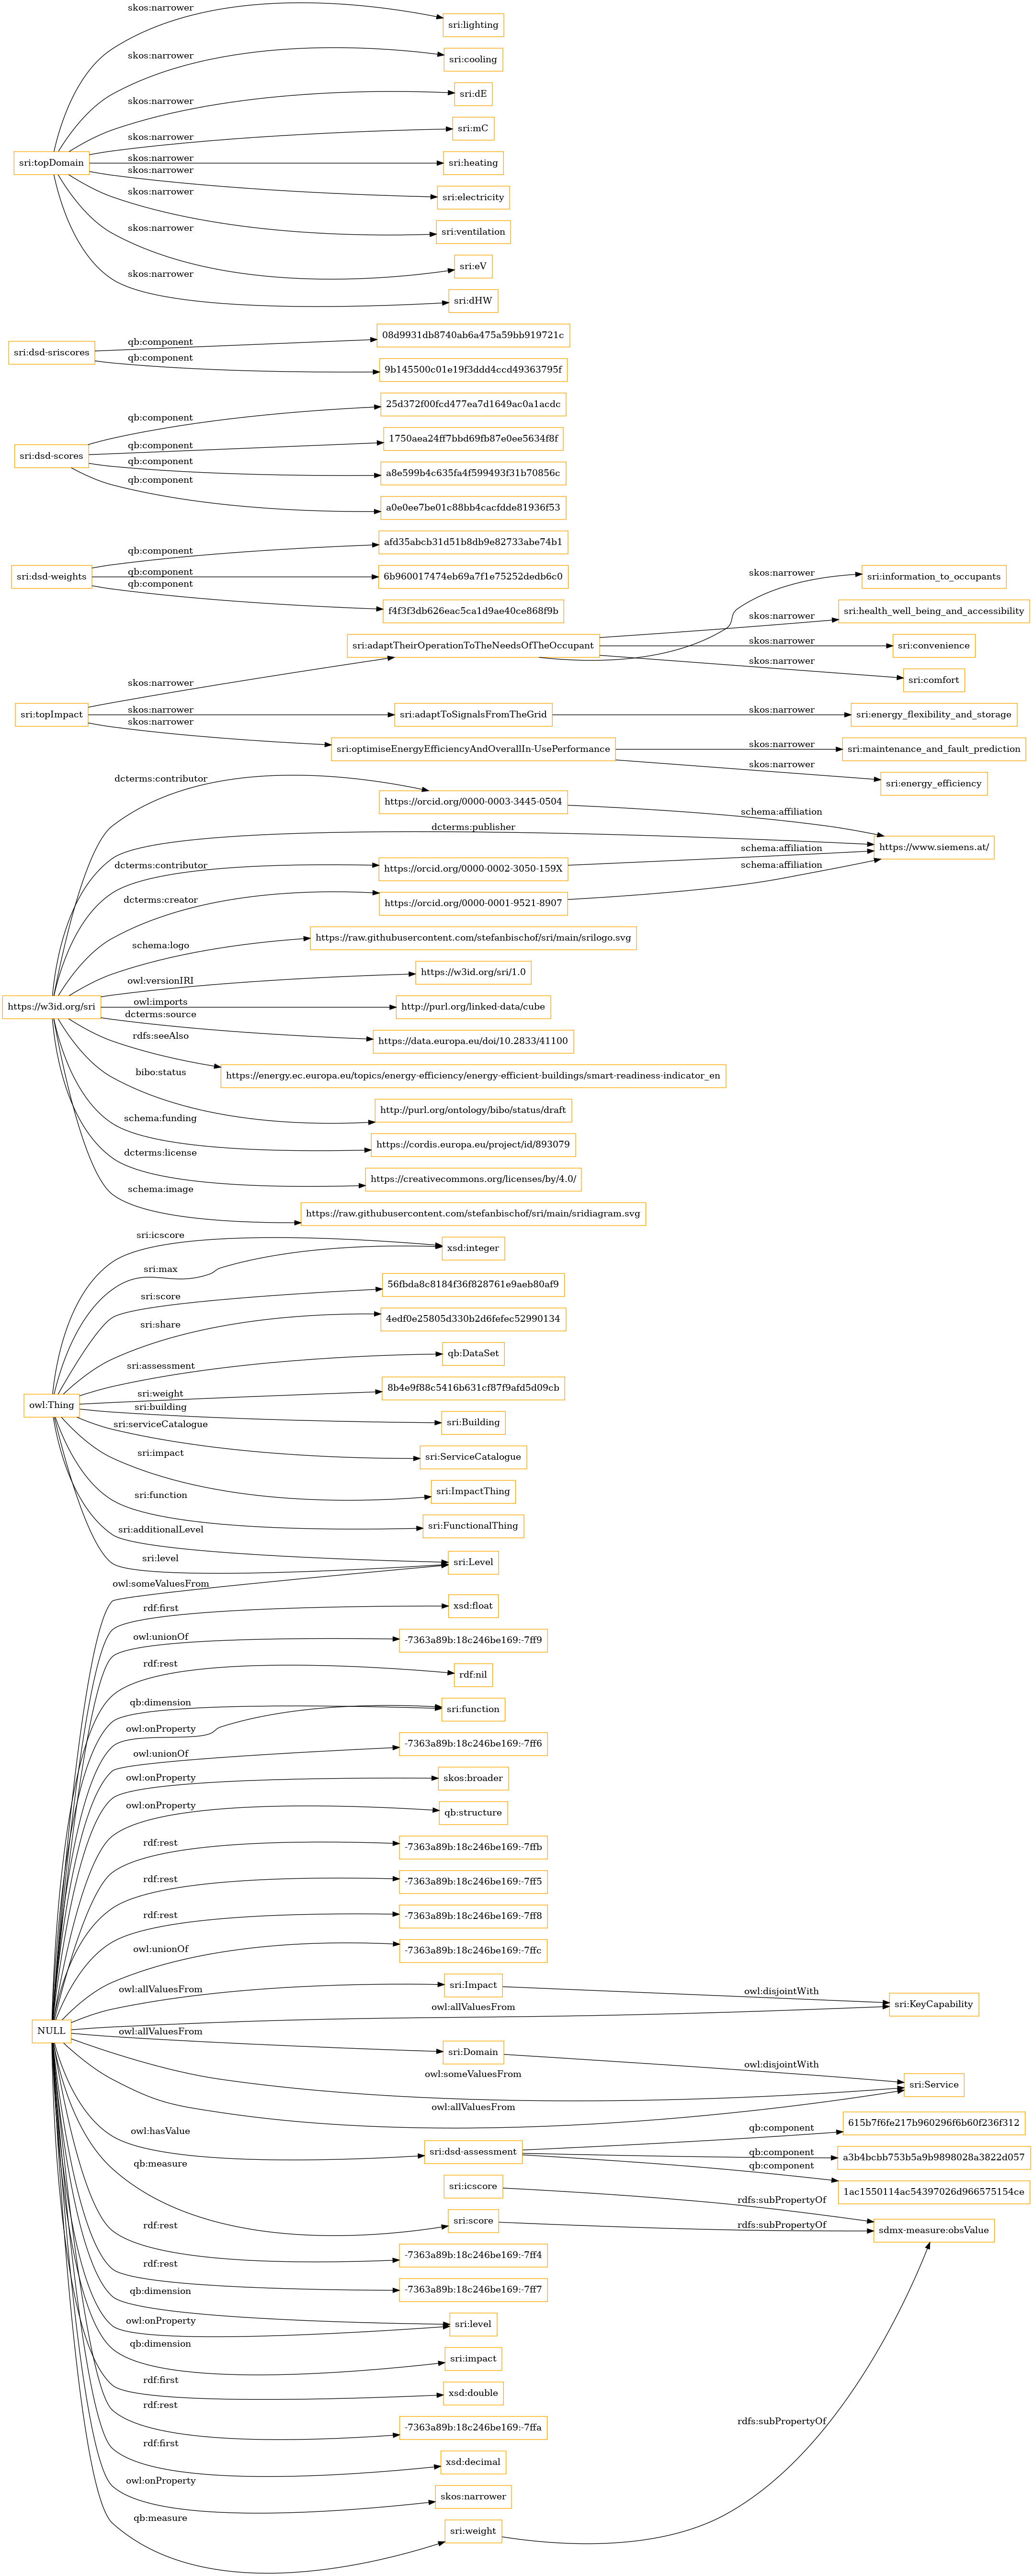 skos:narrower
sri:lighting
skos:narrower
sri:cooling
skos:narrower
sri:dE
skos:narrower
sri:mC
sri:topDomain
skos:narrower
sri:heating
skos:narrower
sri:electricity
skos:narrower
sri:ventilation
skos:narrower
sri:eV
skos:narrower
sri:dHW
sri:dsd-sriscores
qb:component
08d9931db8740ab6a475a59bb919721c
qb:component
9b145500c01e19f3ddd4ccd49363795f
sri:dsd-scores
qb:component
25d372f00fcd477ea7d1649ac0a1acdc
qb:component
1750aea24ff7bbd69fb87e0ee5634f8f
qb:component
a8e599b4c635fa4f599493f31b70856c
qb:component
a0e0ee7be01c88bb4cacfdde81936f53
sri:dsd-weights
qb:component
afd35abcb31d51b8db9e82733abe74b1
qb:component
6b960017474eb69a7f1e75252dedb6c0
qb:component
f4f3f3db626eac5ca1d9ae40ce868f9b
skos:narrower
sri:information_to_occupants
skos:narrower
sri:health_well_being_and_accessibility
sri:adaptTheirOperationToTheNeedsOfTheOccupant
skos:narrower
sri:convenience
skos:narrower
sri:comfort
skos:narrower
sri:topImpact
skos:narrower
sri:adaptToSignalsFromTheGrid
skos:narrower
sri:energy_flexibility_and_storage
skos:narrower
sri:optimiseEnergyEfficiencyAndOverallIn-UsePerformance
skos:narrower
sri:maintenance_and_fault_prediction
skos:narrower
sri:energy_efficiency
dcterms:contributor
https://orcid.org/0000-0003-3445-0504
schema:affiliation
dcterms:publisher
https://www.siemens.at/
dcterms:contributor
https://orcid.org/0000-0002-3050-159X
schema:affiliation
dcterms:creator
https://orcid.org/0000-0001-9521-8907
schema:affiliation
schema:logo
https://raw.githubusercontent.com/stefanbischof/sri/main/srilogo.svg
owl:versionIRI
https://w3id.org/sri/1.0
https://w3id.org/sri
owl:imports
http://purl.org/linked-data/cube
dcterms:source
https://data.europa.eu/doi/10.2833/41100
rdfs:seeAlso
https://energy.ec.europa.eu/topics/energy-efficiency/energy-efficient-buildings/smart-readiness-indicator_en
bibo:status
http://purl.org/ontology/bibo/status/draft
schema:funding
https://cordis.europa.eu/project/id/893079
dcterms:license
https://creativecommons.org/licenses/by/4.0/
schema:image
https://raw.githubusercontent.com/stefanbischof/sri/main/sridiagram.svg
sri:icscore
xsd:integer
sri:max
sri:score
56fbda8c8184f36f828761e9aeb80af9
sri:share
4edf0e25805d330b2d6fefec52990134
sri:assessment
qb:DataSet
owl:Thing
sri:weight
8b4e9f88c5416b631cf87f9afd5d09cb
sri:building
sri:Building
sri:serviceCatalogue
sri:ServiceCatalogue
sri:impact
sri:ImpactThing
sri:function
sri:FunctionalThing
sri:additionalLevel
sri:level
sri:Level
owl:someValuesFrom
rdf:first
xsd:float
owl:unionOf
-7363a89b:18c246be169:-7ff9
rdf:rest
rdf:nil
qb:dimension
sri:function
owl:onProperty
owl:unionOf
-7363a89b:18c246be169:-7ff6
owl:onProperty
skos:broader
owl:onProperty
qb:structure
rdf:rest
-7363a89b:18c246be169:-7ffb
rdf:rest
-7363a89b:18c246be169:-7ff5
rdf:rest
-7363a89b:18c246be169:-7ff8
owl:unionOf
-7363a89b:18c246be169:-7ffc
owl:allValuesFrom
sri:Impact
owl:disjointWith
sri:KeyCapability
owl:allValuesFrom
NULL
owl:allValuesFrom
sri:Domain
owl:disjointWith
owl:someValuesFrom
sri:Service
owl:allValuesFrom
owl:hasValue
sri:dsd-assessment
qb:component
615b7f6fe217b960296f6b60f236f312
qb:component
a3b4bcbb753b5a9b9898028a3822d057
qb:component
1ac1550114ac54397026d966575154ce
qb:measure
sri:icscore
rdfs:subPropertyOf
sri:score
rdfs:subPropertyOf
sdmx-measure:obsValue
rdf:rest
-7363a89b:18c246be169:-7ff4
rdf:rest
-7363a89b:18c246be169:-7ff7
qb:dimension
sri:level
owl:onProperty
qb:dimension
sri:impact
rdf:first
xsd:double
rdf:rest
-7363a89b:18c246be169:-7ffa
rdfs:subPropertyOf
rdf:first
xsd:decimal
owl:onProperty
skos:narrower
qb:measure
sri:weight